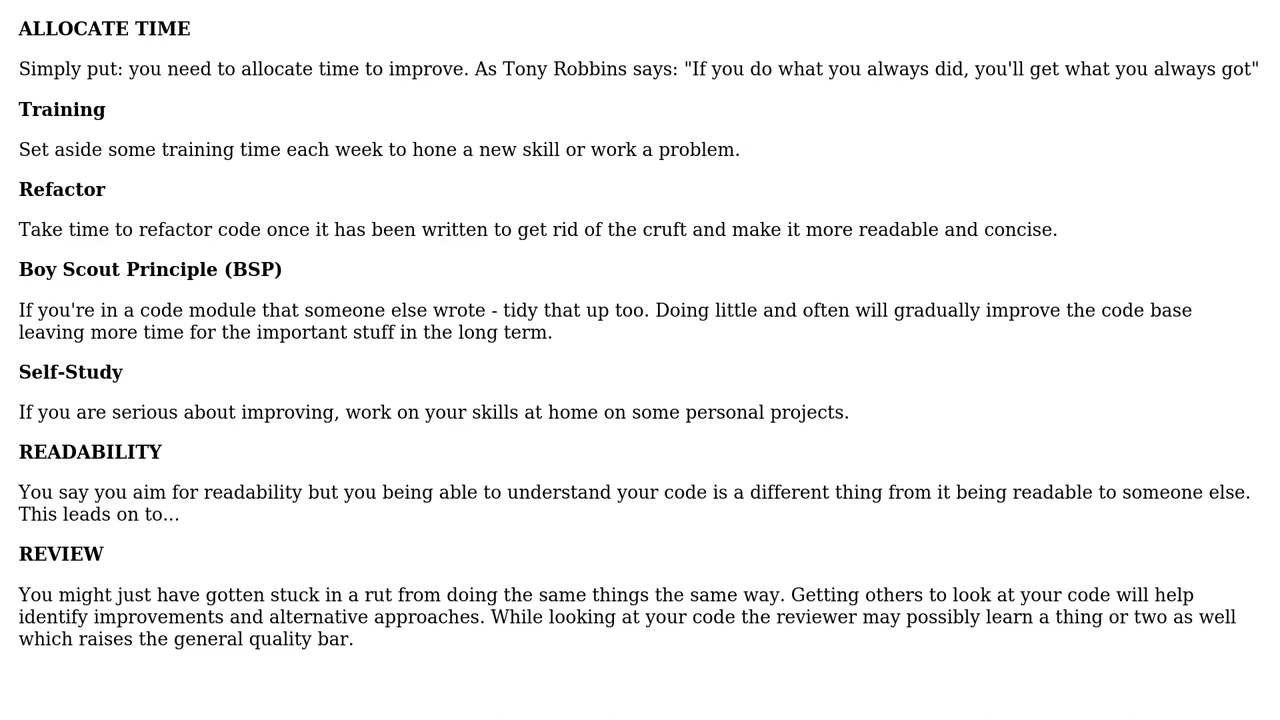 ALLOCATE TIME
Simply put: you need to allocate time to improve. As Tony Robbins says: "If you do what you always did, you'll get what you always got"
Training
Set aside some training time each week to hone a new skill or work a problem.
Refactor
Take time to refactor code once it has been written to get rid of the cruft and make it more readable and concise.
Boy Scout Principle (BSP)
If you're in a code module that someone else wrote - tidy that up too. Doing little and often will gradually improve the code base
leaving more time for the important stuff in the long term.
Self-Study
If you are serious about improving, work on your skills at home on some personal projects.
READABILITY
You say you aim for readability but you being able to understand your code is a different thing from it being readable to someone else.
This leads on to...
REVIEW
You might just have gotten stuck in a rut from doing the same things the same way. Getting others to look at your code will help
identify improvements and alternative approaches. While looking at your code the reviewer may possibly learn a thing or two as well
which raises the general quality bar.